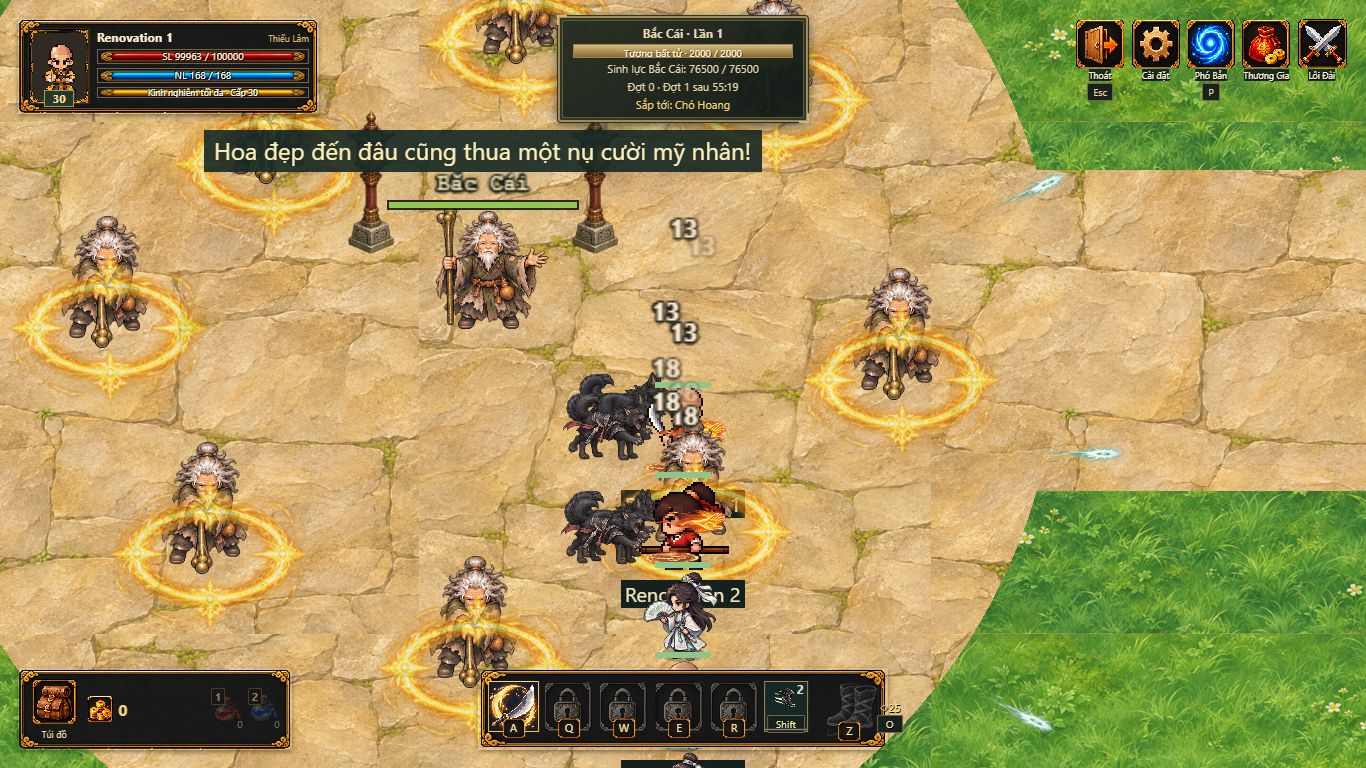 Renovation 1
Thiếu Lâm
SL 99963 / 100000
NL 168 / 168
Kinh nghiệm tối đa · Cấp 30
30
Bắc Cái · Lần 1
Tượng bất tử · 2000 / 2000
Sinh lực Bắc Cái: 76500 / 76500
Đợt 0 · Đợt 1 sau 55:19
Sắp tới: Chó Hoang
Thoát
Cài đặt
Phó Bản
Thương Gia
Lôi Đài
Esc
P
Hoa đẹp đến đâu cũng thua một nụ cười mỹ nhân!
Bắc Cái
13
13
13
13
18
18
18
1
2
Túi đồ
0
1
0
2
0
A
Q
W
E
R
2
Shift
Z
25
O